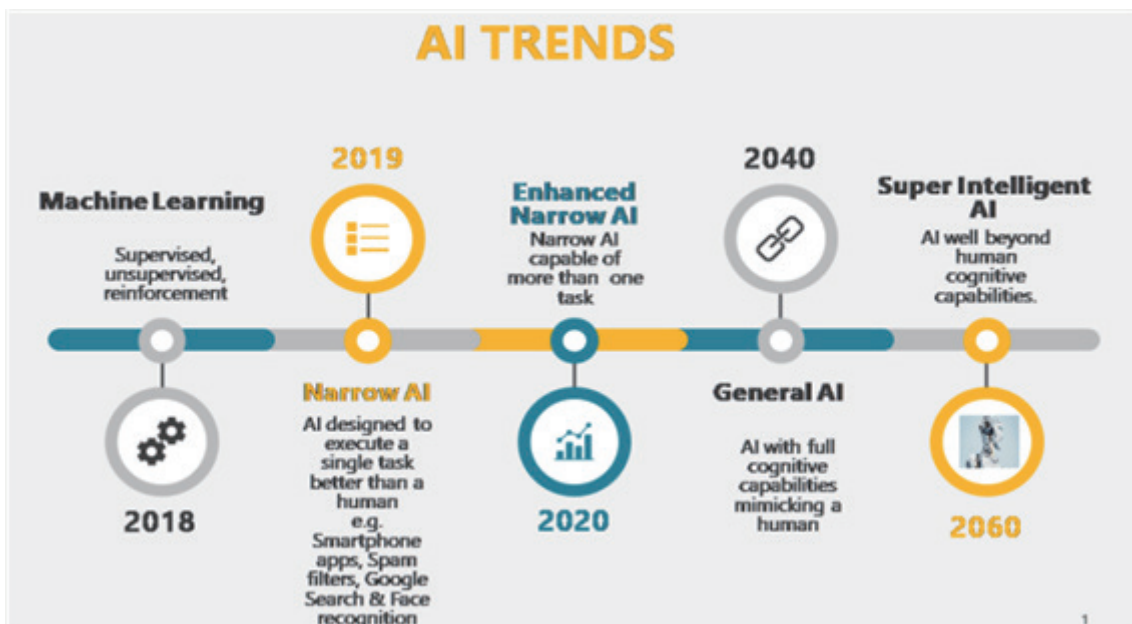 AI TRENDS
Machine Learning
Supervised,
unsupervised,
reinforcement
2018
2019
Narrow AI
AI designed to
execute a
single task
better than a
human
e.g.
Smartphone
apps, Spam
filters, Google
Search & Face
recognition
Enhanced
Narrow AI
Narrow AI
capable of
more than one
task
2020
2040
General AI
AI with full
cognitive
capabilities
mimicking a
human
Super Intelligent
AI
AI well beyond
human
cognitive
capabilities.
2060
1